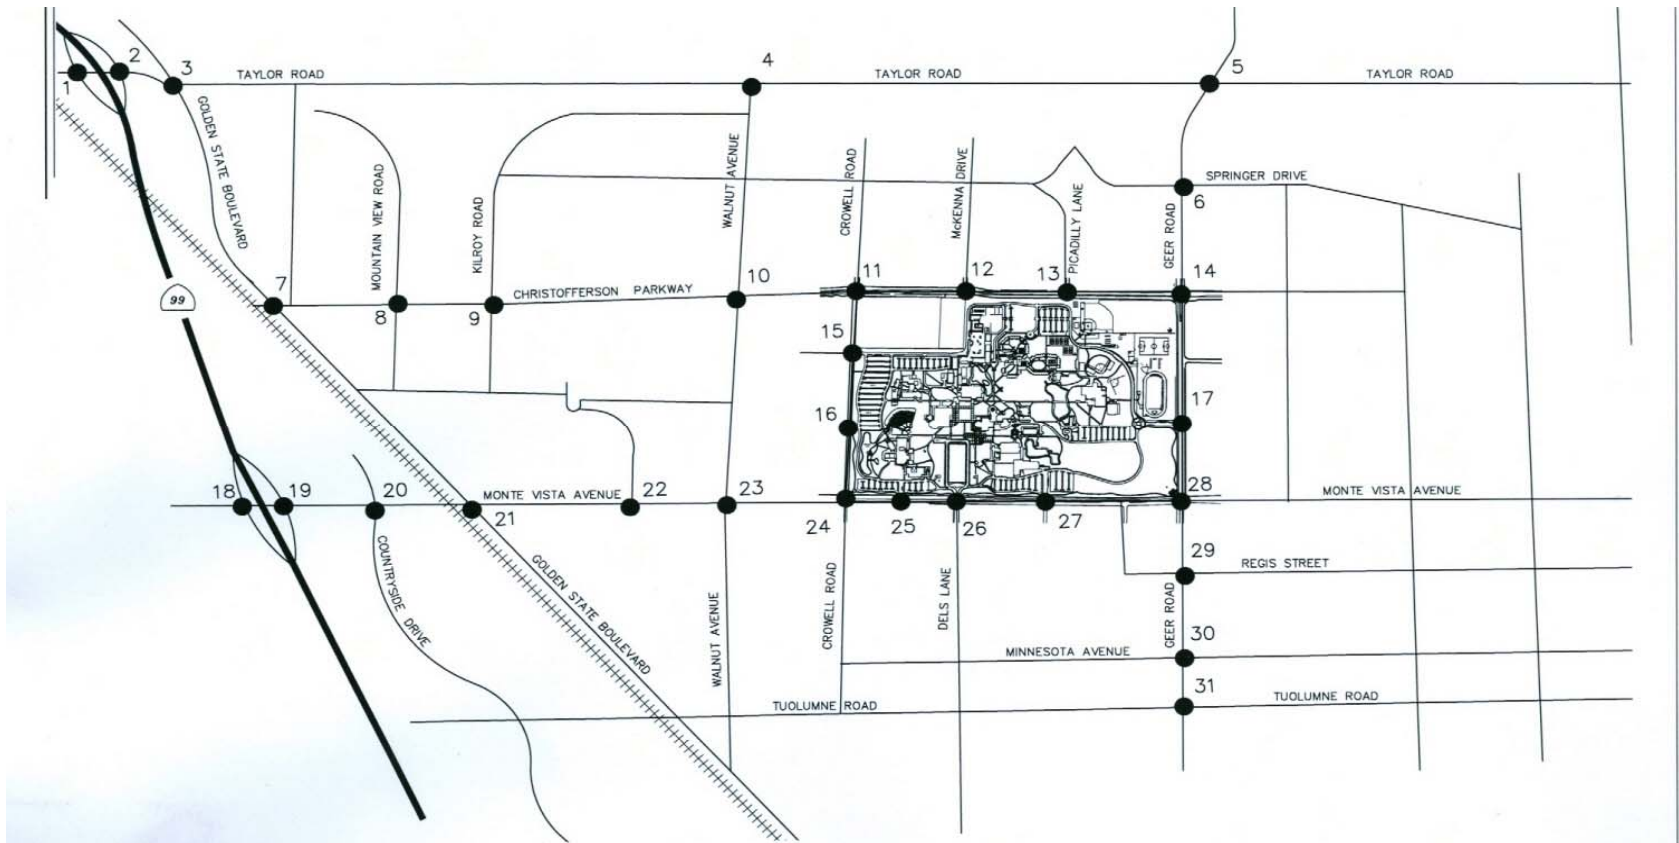 1
2
3
TAYLOR ROAD
4
TAYLOR ROAD
5
TAYLOR ROAD
GOLDEN STATE BOULEVARD
MOUNTAIN VIEW ROAD
KILROY ROAD
WALNUT AVENUE
CROWELL ROAD
McKENNA DRIVE
PICADILLY LANE
GEER ROAD
SPRINGER DRIVE
6
7
8
9
CHRISTOFFERSON PARKWAY
10
11
12
13
14
99
15
16
17
18
19
20
21
MONTE VISTA AVENUE
22
23
24
25
26
27
28
MONTE VISTA AVENUE
COUNTRYSIDE DRIVE
GOLDEN STATE BOULEVARD
WALNUT AVENUE
CROWELL ROAD
DELS LANE
GEER ROAD
29
REGIS STREET
30
MINNESOTA AVENUE
31
TUOLUMNE ROAD
TUOLUMNE ROAD